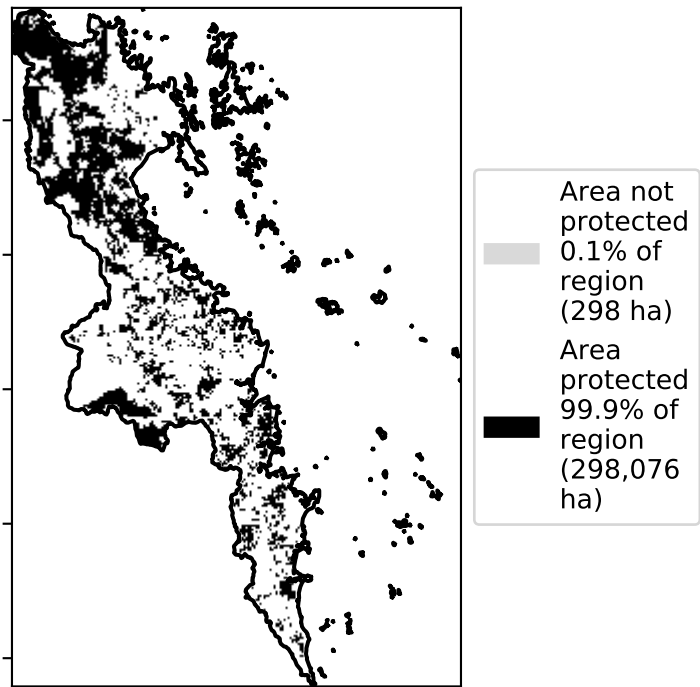 Area not
protected
0.1% of
region
(298 ha)
Area
protected
99.9% of
region
(298,076
ha)